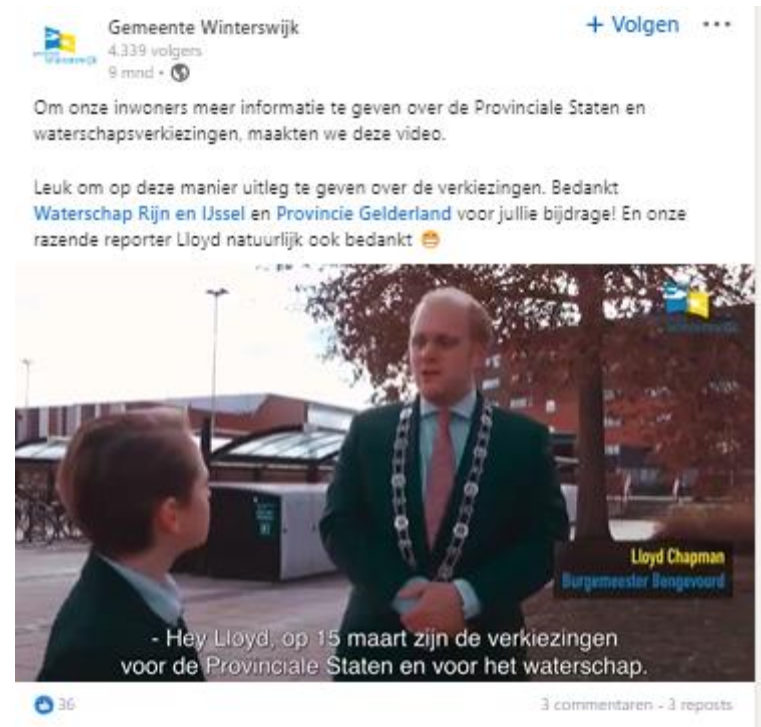 Gemeente Winterswijk
+ Volgen
4.339 volgers
9 mnd
Om onze inwoners meer informatie te geven over de Provinciale Staten en
waterschapsverkiezingen, maakten we deze video.
Leuk om op deze manier uitleg te geven over de verkiezingen. Bedankt
Waterschap Rijn en IJssel en Provincie Gelderland voor jullie bijdrage! En onze
razende reporter Lloyd natuurlijk ook bedankt
Winterswijk
Lloyd Chapman
Burgemeester Bengevoord
- Hey Lloyd, op 15 maart zijn de verkiezingen
voor de Provinciale Staten en voor het waterschap.
36
3 commentaren - 3 reposts